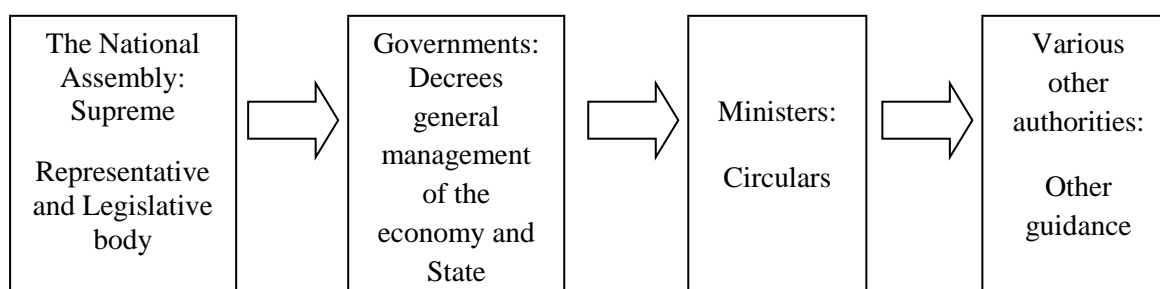 The National
Assembly:
Supreme
Representative
and Legislative
body
Governments:
Decrees
general
management
of the
economy and
State
Ministers:
Circulars
Various
other
authorities:
Other
guidance